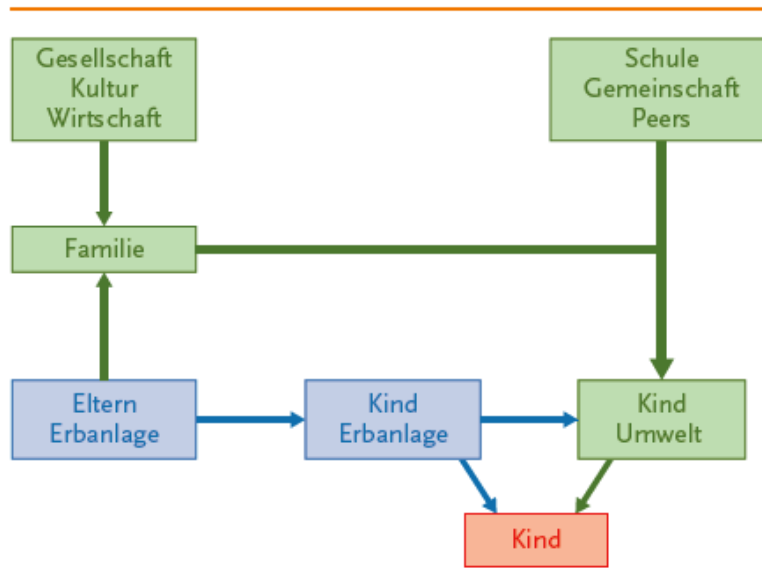 Gesellschaft
Kultur
Wirtschaft
Schule
Gemeinschaft
Peers
Familie
Eltern
Erbanlage
Kind
Erbanlage
Kind
Umwelt
Kind